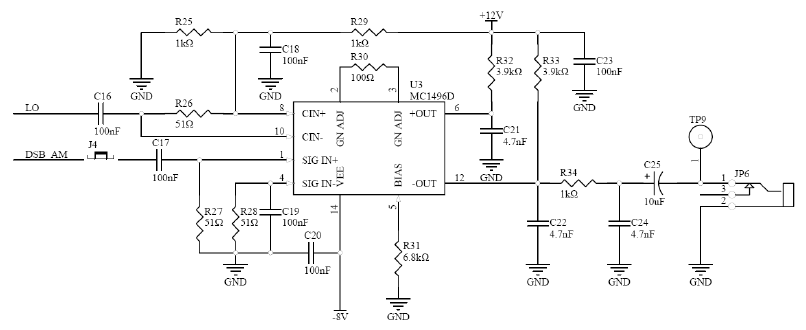 +12V
R25
1kΩ
R29
1kΩ
C18
100nF
R30
100Ω
R32
3.9kΩ
R33
3.9kΩ
C23
100nF
GND
GND
GND
2
3
U3
MC1496D
LO
C16
100nF
R26
51Ω
8
CIN+
GN ADJ
GN ADJ
+OUT
6
10
CIN-
C21
4.7nF
GND
TP9
1
DSB_AM
J4
C17
100nF
1
SIG IN+
4
SIG IN-
VEE
BIAS
-OUT
12
R34
1kΩ
C25
+
10uF
1
3
2
JP6
14
5
R27
51Ω
R28
51Ω
C19
100nF
C20
100nF
R31
6.8kΩ
C22
4.7nF
C24
4.7nF
GND
GND
GND
GND
-8V
GND